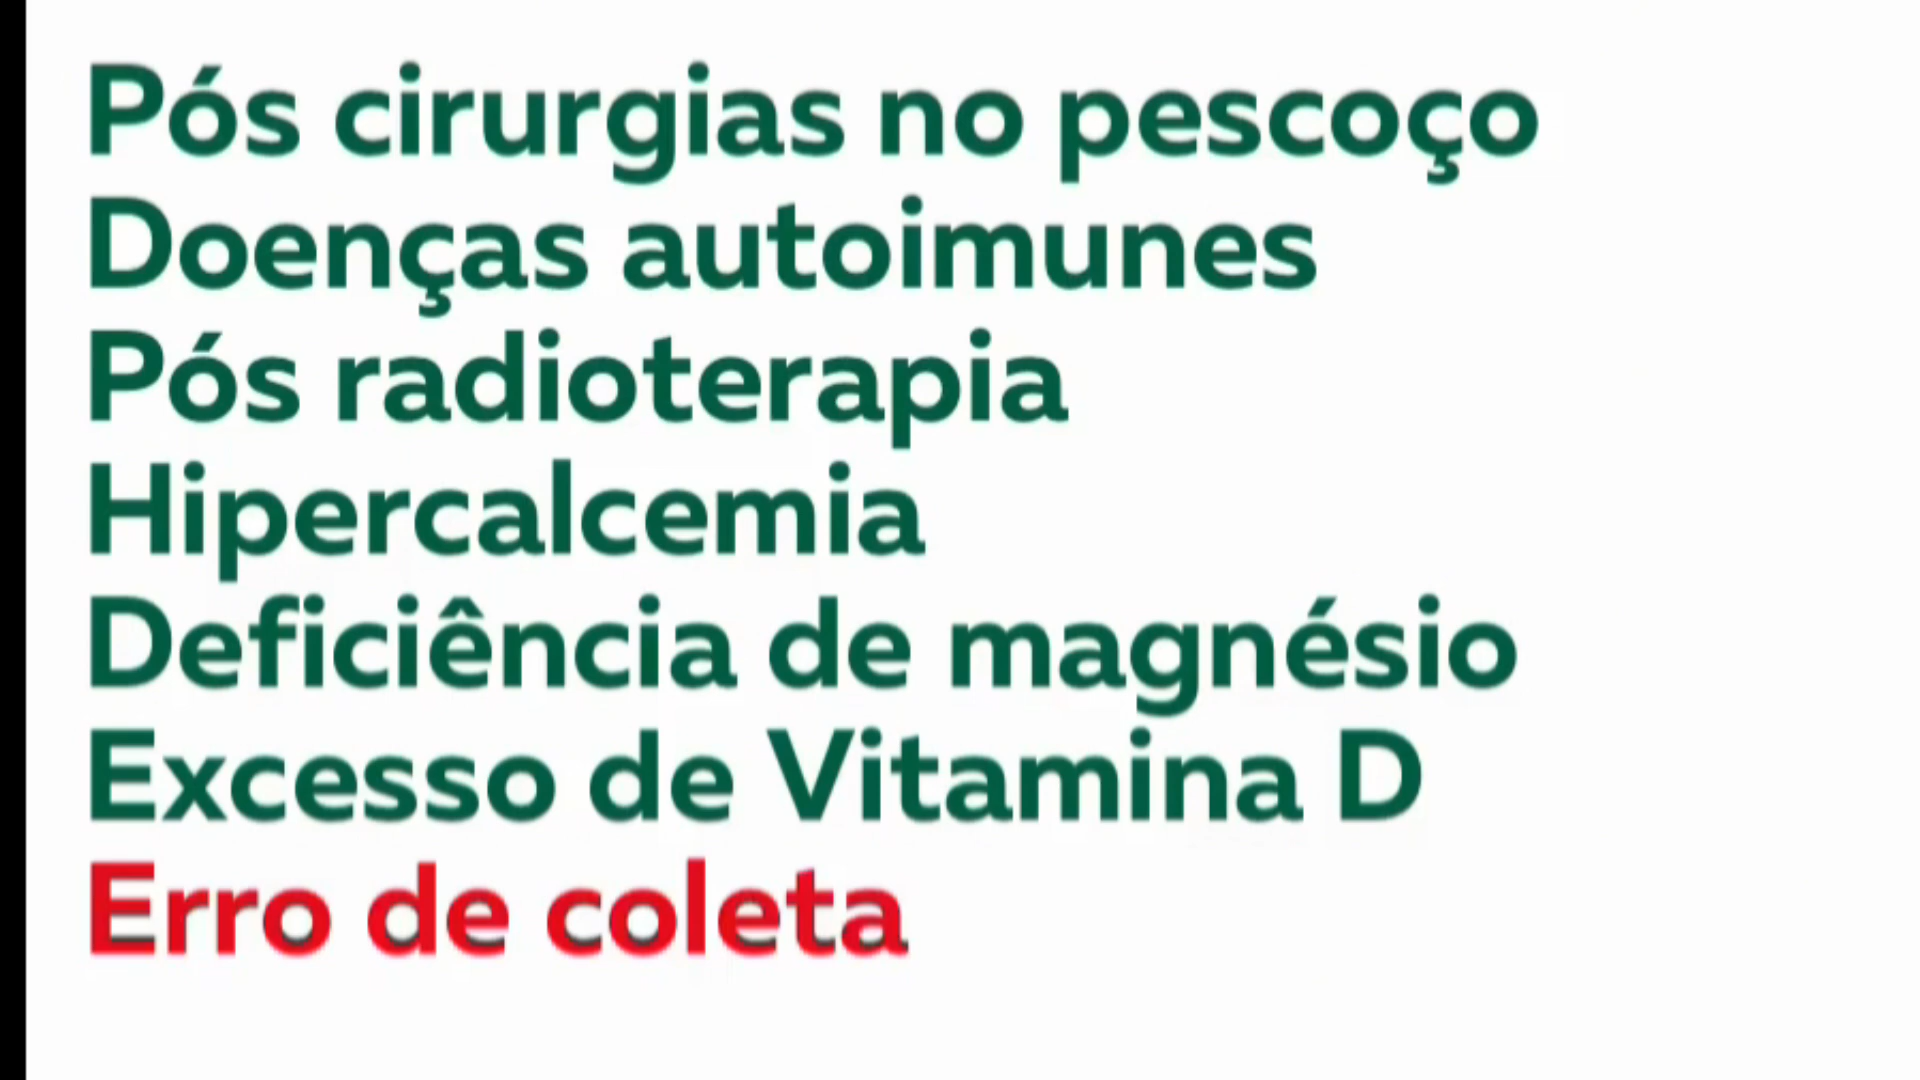 Pós cirurgias no pescoço
Doenças autoimunes
Pós radioterapia
Hipercalcemia
Deficiência de magnésio
Excesso de Vitamina D
Erro de coleta